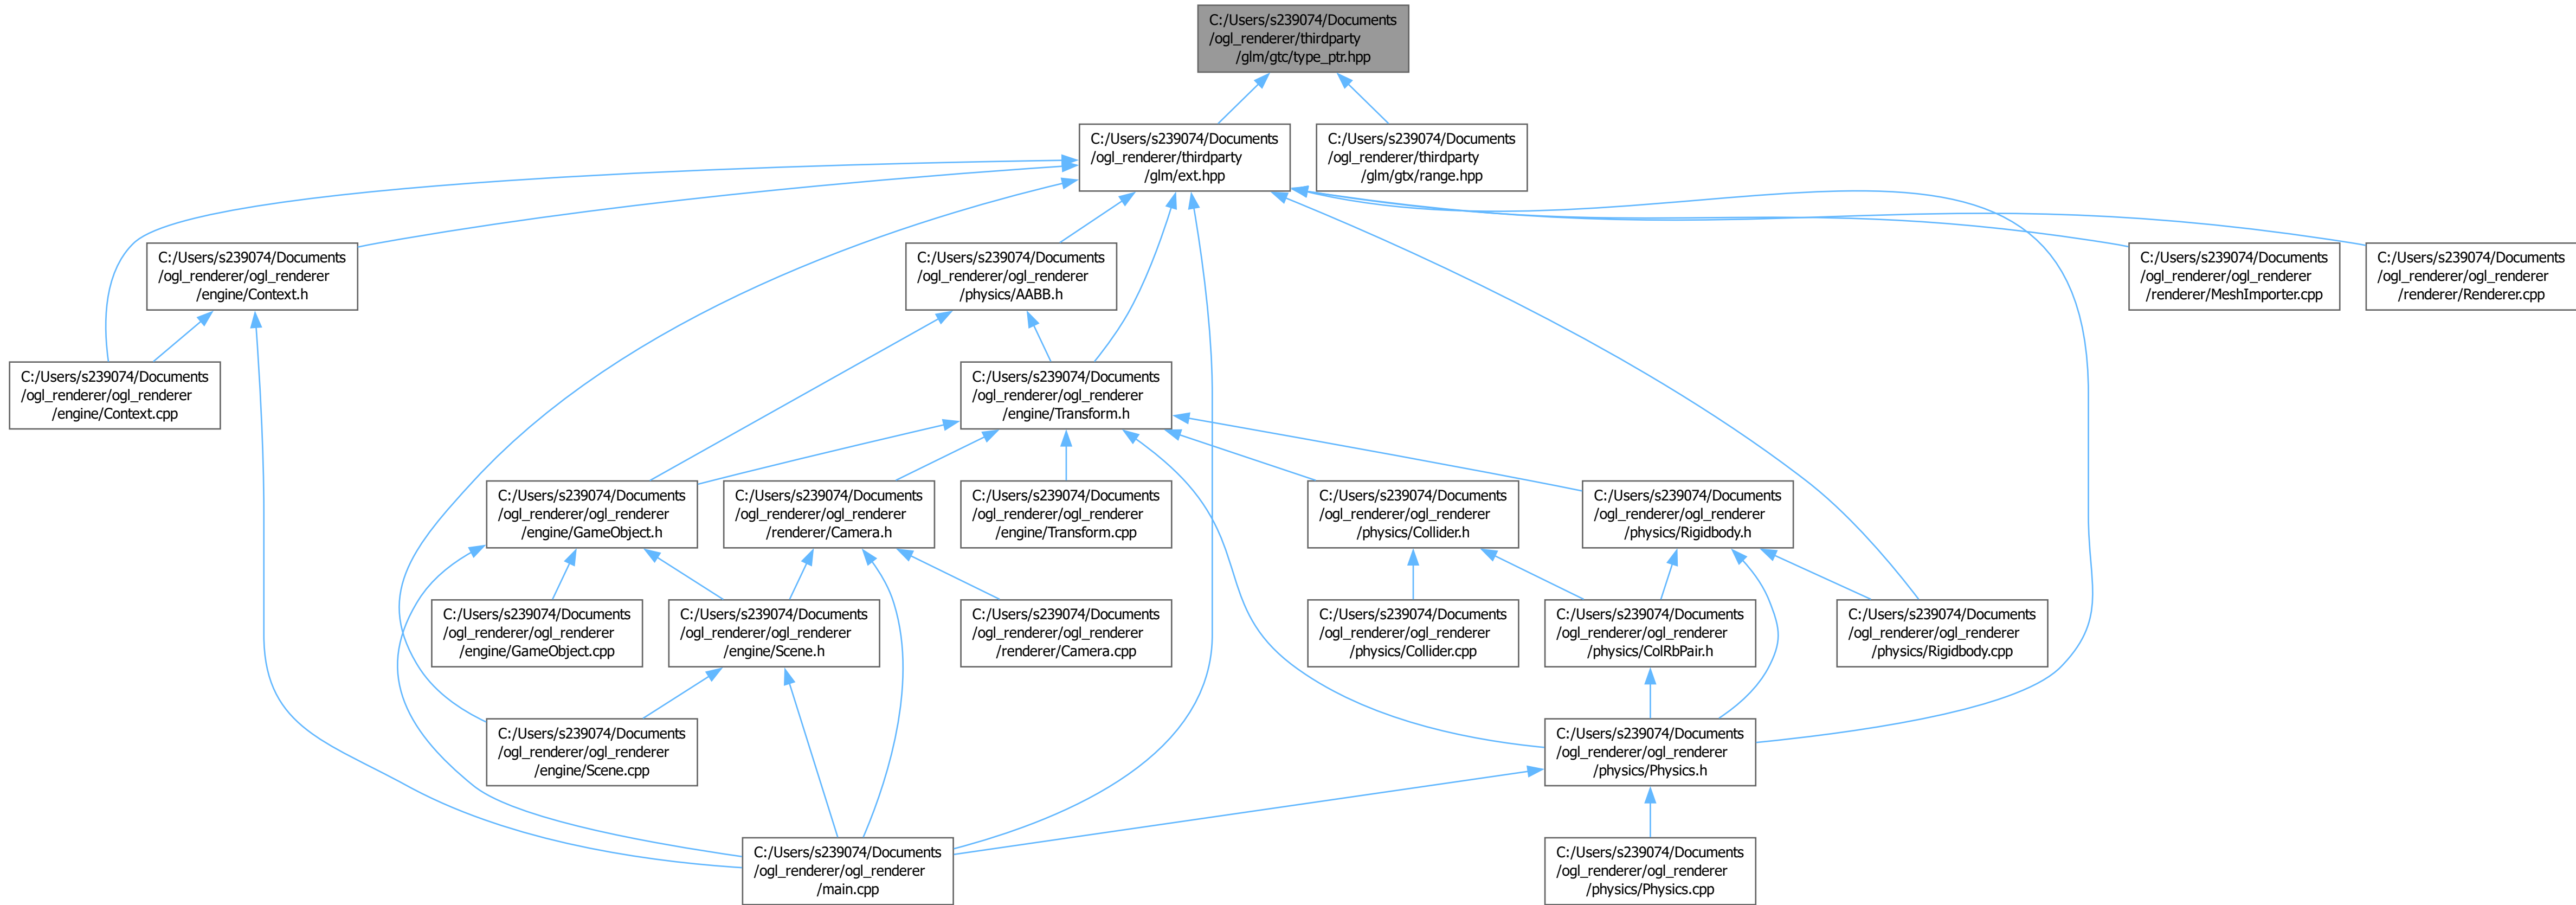 C:/Users/s239074/Documents
/ogl_renderer/thirdparty
/glm/gtc/type_ptr.hpp
C:/Users/s239074/Documents
/ogl_renderer/thirdparty
/glm/ext.hpp
C:/Users/s239074/Documents
/ogl_renderer/thirdparty
/glm/gtx/range.hpp
C:/Users/s239074/Documents
/ogl_renderer/ogl_renderer
/engine/Context.h
C:/Users/s239074/Documents
/ogl_renderer/ogl_renderer
/physics/AABB.h
C:/Users/s239074/Documents
/ogl_renderer/ogl_renderer
/renderer/MeshImporter.cpp
C:/Users/s239074/Documents
/ogl_renderer/ogl_renderer
/renderer/Renderer.cpp
C:/Users/s239074/Documents
/ogl_renderer/ogl_renderer
/engine/Context.cpp
C:/Users/s239074/Documents
/ogl_renderer/ogl_renderer
/engine/Transform.h
C:/Users/s239074/Documents
/ogl_renderer/ogl_renderer
/engine/GameObject.h
C:/Users/s239074/Documents
/ogl_renderer/ogl_renderer
/renderer/Camera.h
C:/Users/s239074/Documents
/ogl_renderer/ogl_renderer
/engine/Transform.cpp
C:/Users/s239074/Documents
/ogl_renderer/ogl_renderer
/physics/Collider.h
C:/Users/s239074/Documents
/ogl_renderer/ogl_renderer
/physics/Rigidbody.h
C:/Users/s239074/Documents
/ogl_renderer/ogl_renderer
/engine/GameObject.cpp
C:/Users/s239074/Documents
/ogl_renderer/ogl_renderer
/engine/Scene.h
C:/Users/s239074/Documents
/ogl_renderer/ogl_renderer
/renderer/Camera.cpp
C:/Users/s239074/Documents
/ogl_renderer/ogl_renderer
/physics/Collider.cpp
C:/Users/s239074/Documents
/ogl_renderer/ogl_renderer
/physics/ColRbPair.h
C:/Users/s239074/Documents
/ogl_renderer/ogl_renderer
/physics/Rigidbody.cpp
C:/Users/s239074/Documents
/ogl_renderer/ogl_renderer
/engine/Scene.cpp
C:/Users/s239074/Documents
/ogl_renderer/ogl_renderer
/physics/Physics.h
C:/Users/s239074/Documents
/ogl_renderer/ogl_renderer
/main.cpp
C:/Users/s239074/Documents
/ogl_renderer/ogl_renderer
/physics/Physics.cpp